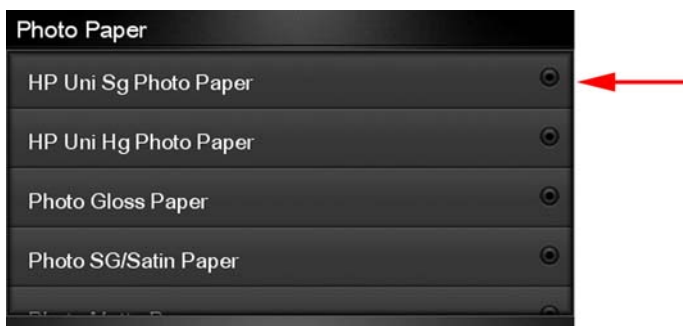 Photo Paper
HP Uni Sg Photo Paper
HP Uni Hg Photo Paper
Photo Gloss Paper
Photo SG/Satin Paper